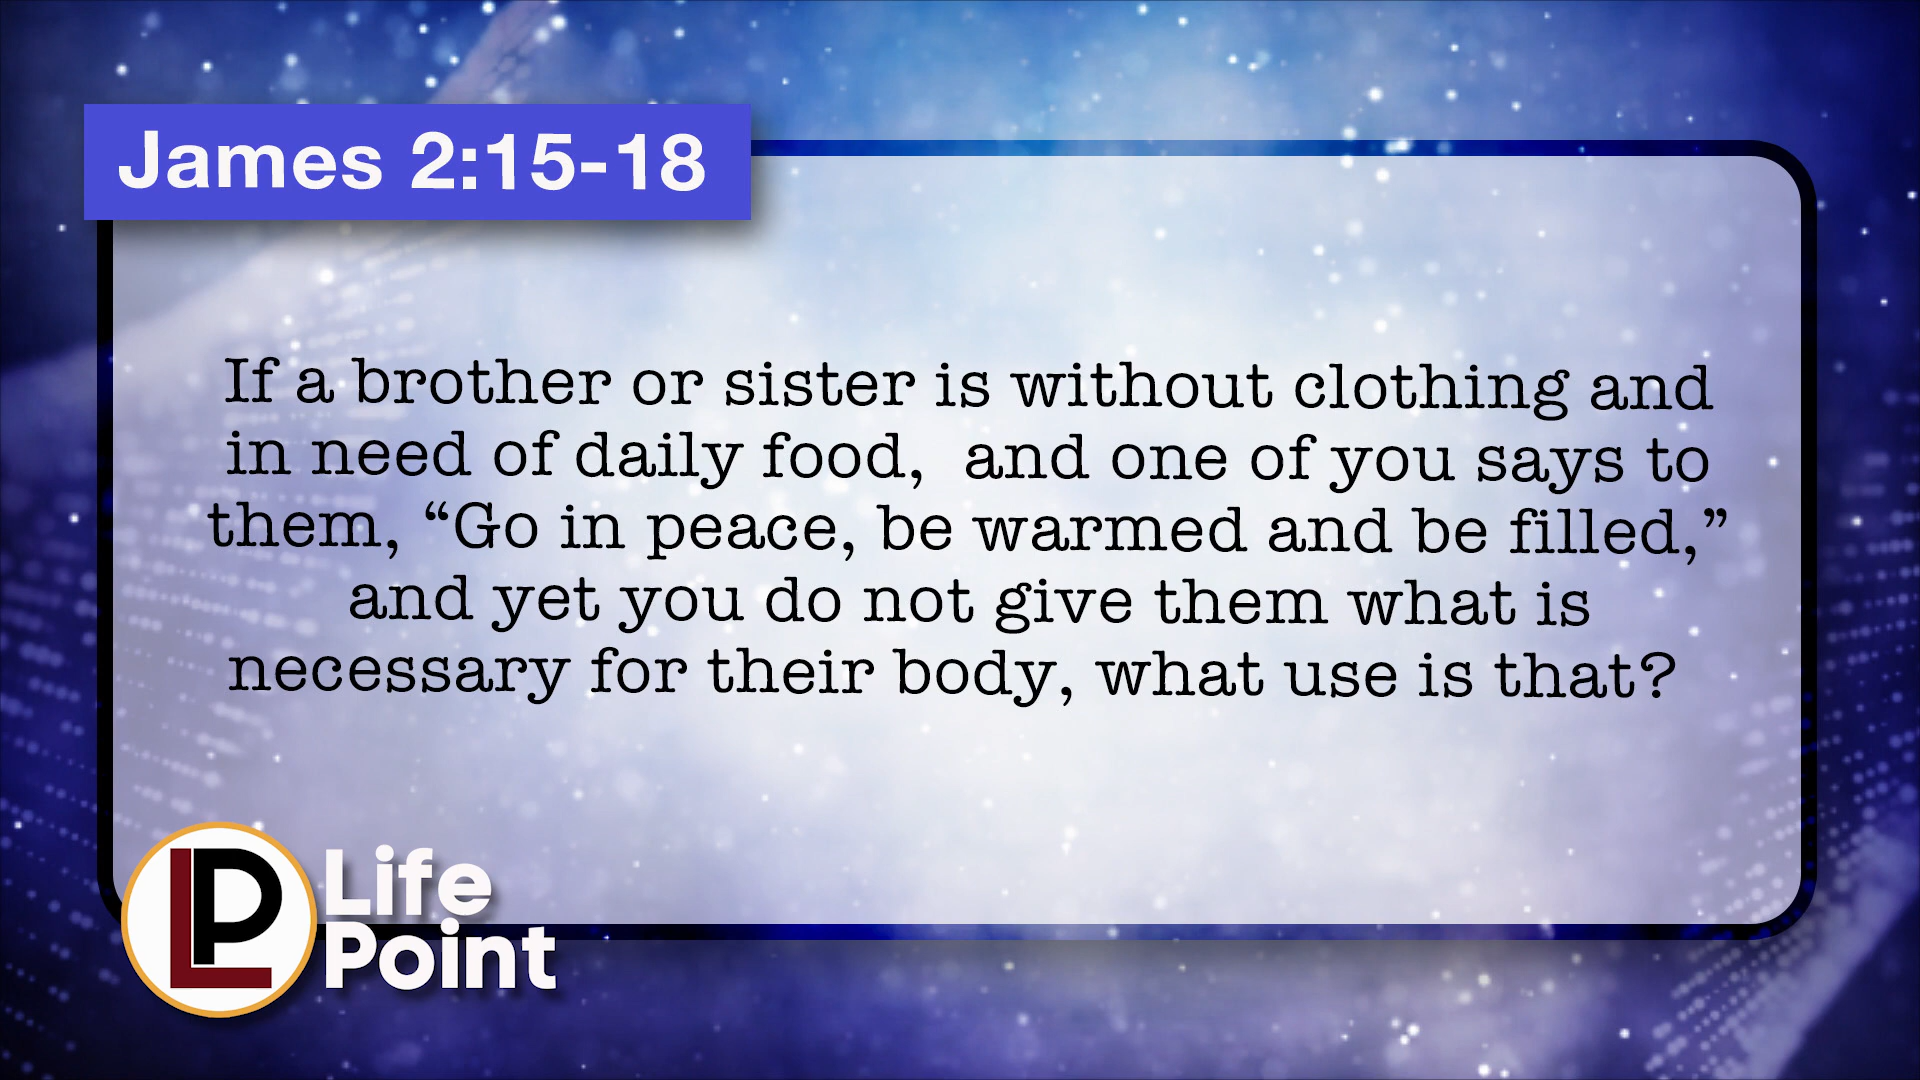 James 2:15-18
If a brother or sister is without clothing and
in need of daily food,  and one of you says to
them, “Go in peace, be warmed and be filled,”
and yet you do not give them what is
necessary for their body, what use is that?
LP
Life
Point